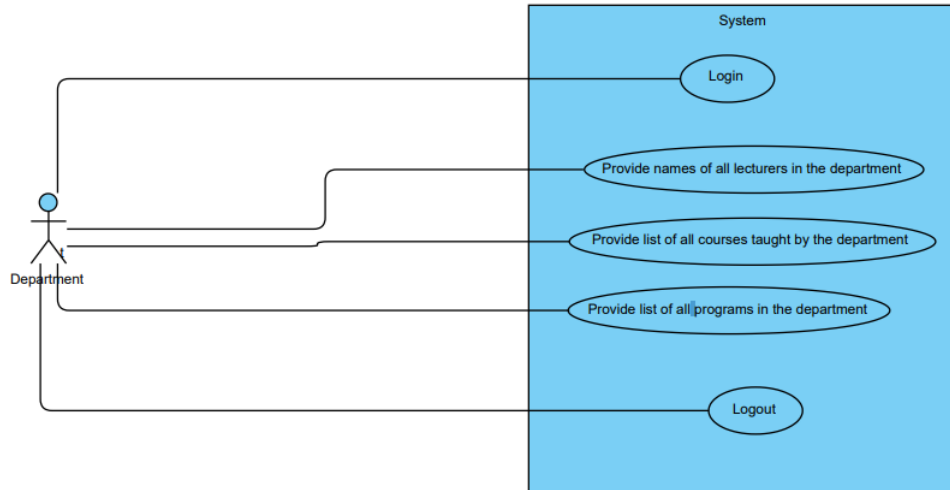 System
Login
Provide names of all lecturers in the department
Provide list of all courses taught by the department
Department
Provide list of all programs in the department
Logout